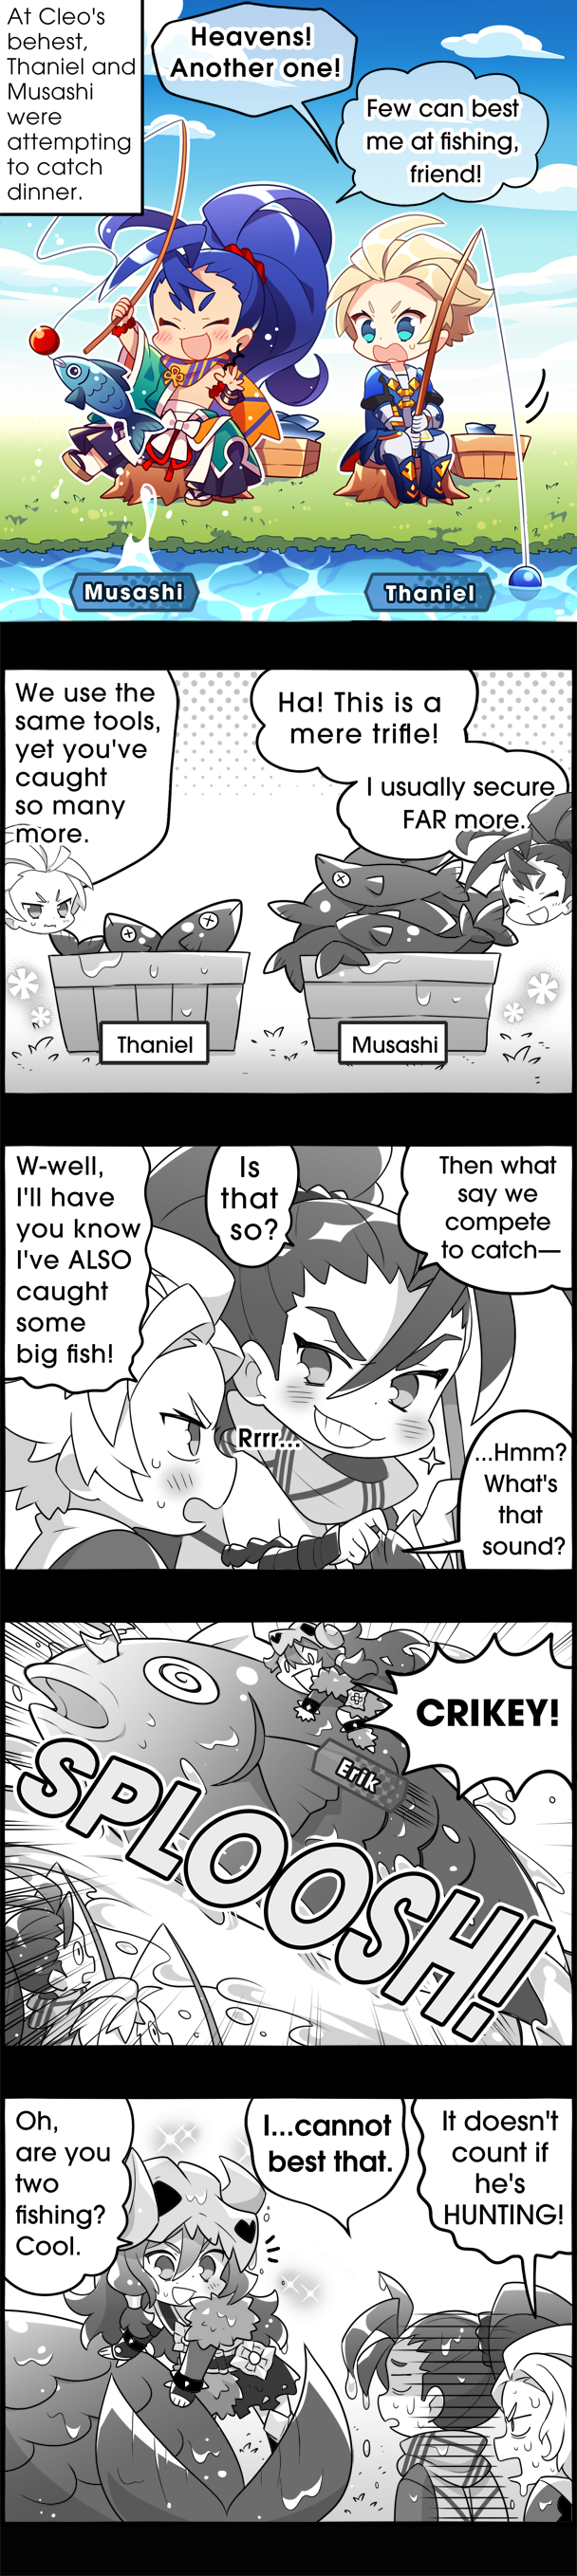 At Cleo's
behest,
Thaniel and
Musashi
were
attempting
to catch
dinner.
Heavens!
Another one!
Few can best
me at fishing,
friend!
Musashi
Thaniel
We use the
same tools,
yet you've
caught
so many
more.
Ha! This is a
mere trifle!
I usually secure
FAR more.
Thaniel
Musashi
W-well,
I'll have
you know
I've ALSO
caught
some
big fish!
Is
that
so?
Then what
say we
compete
to catch—
Rrrr...
...Hmm?
What's
that
sound?
CRIKEY!
Erik
SPLOOSH!
Oh,
are you
two
fishing?
Cool.
I...cannot
best that.
It doesn't
count if
he's
HUNTING!